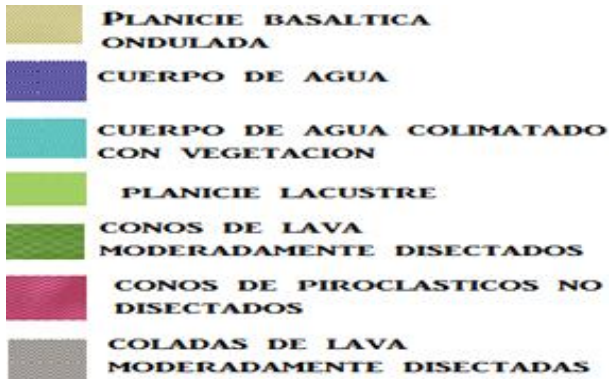 PLANICIE BASALTICA
ONDULADA
CUERPO DE AGUA
CUERPO DE AGUA COLIMATADO
CON VEGETACION
PLANICIE LACUSTRE
CONOS DE LAVA
MODERADAMENTE DISECTADOS
CONOS DE PIROCLASTICOS NO
DISECTADOS
COLADAS DE LAVA
MODERADAMENTE DISECTADAS